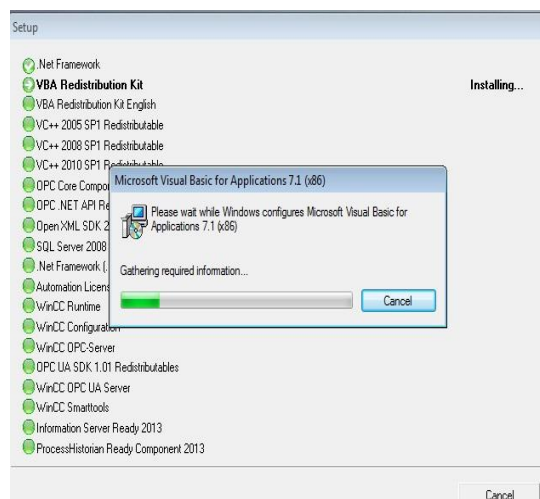 Setup
.Net Framework
VBA Redistribution Kit Installing...
VBA Redistribution Kit English
VC++ 2005 SP1 Redistributable
VC++ 2008 SP1 Redistributable
VC++ 2010 SP1 Redistributable
OPC Core Compo
Microsoft Visual Basic for Applications 7.1 (x86)
OPC .NET API Re
Please wait while Windows configures Microsoft Visual Basic for
Applications 7.1 (x86)
Open XML SDK 2
SQL Server 2008
.Net Framework (.
Gathering required information...
Automation Licens
WinCC Runtime
Cancel
WinCC Configuration
WinCC OPC-Server
OPC UA SDK 1.01 Redistributables
WinCC OPC UA Server
WinCC Smarttools
Information Server Ready 2013
ProcessHistorian Ready Component 2013
Cancel